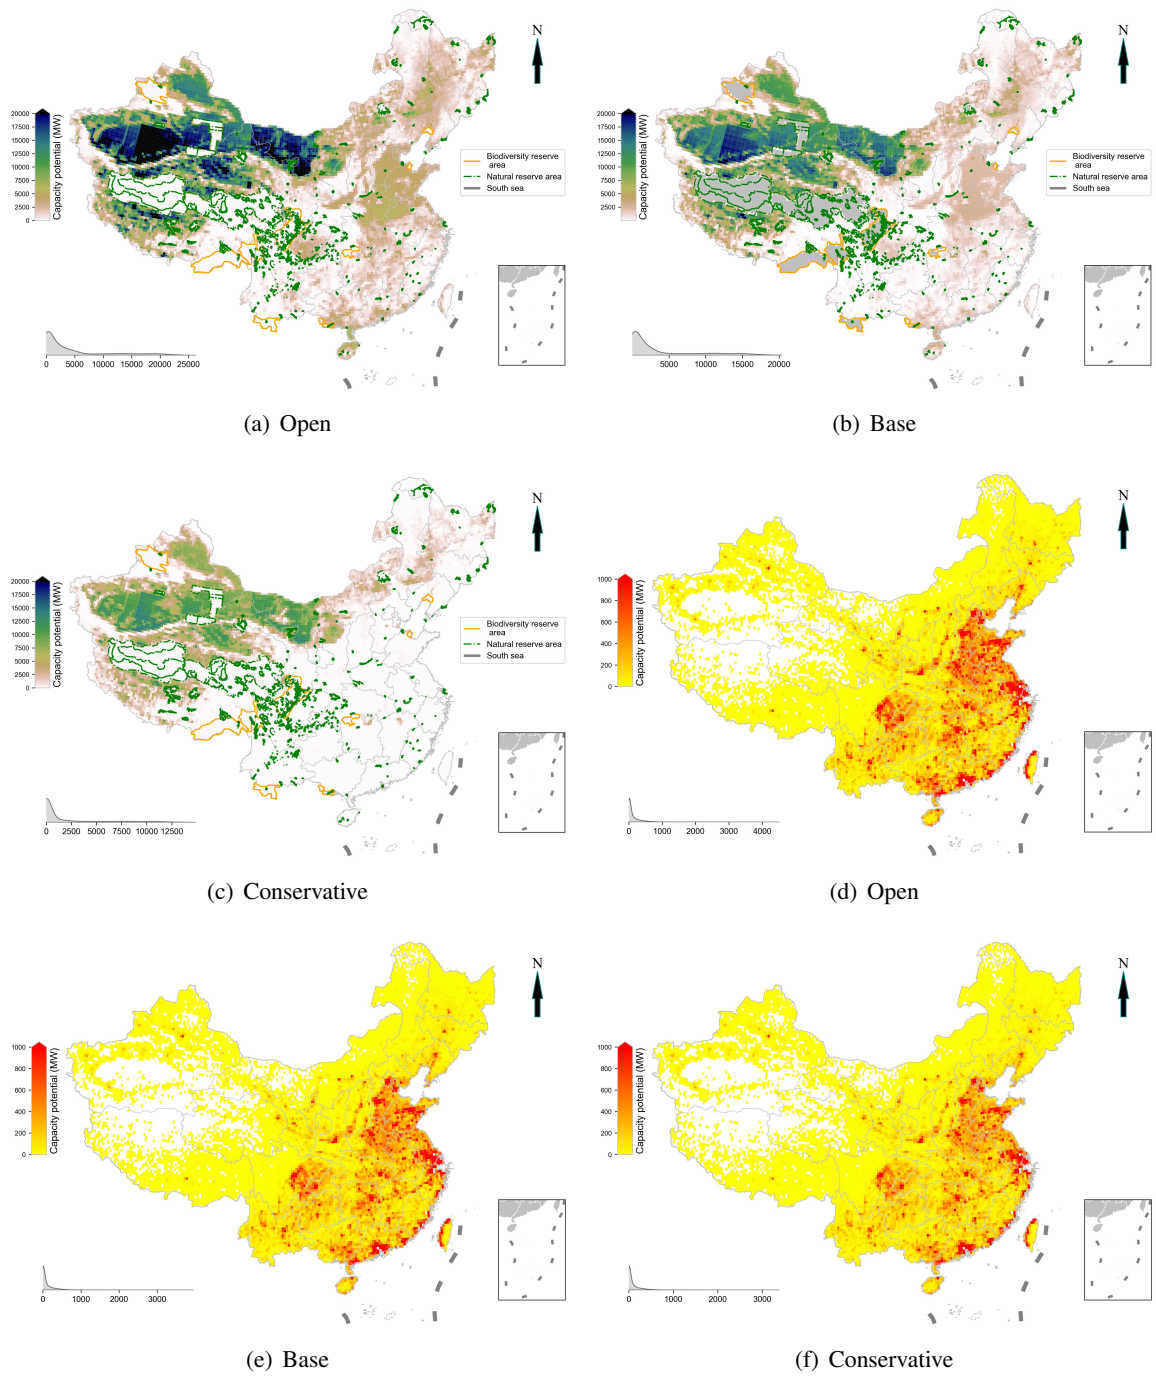 N
Capacity potential (MW)
20000
17500
15000
12500
10000
7500
5000
2500
0
Biodiversity reserve
area
Natural reserve area
South sea
0 5000 10000 15000 20000 25000
(a) Open
N
Capacity potential (MW)
20000
17500
15000
12500
10000
7500
5000
2500
0
Biodiversity reserve
area
Natural reserve area
South sea
5000 10000 15000 20000
(b) Base
N
Capacity potential (MW)
20000
17500
15000
12500
10000
7500
5000
2500
0
Biodiversity reserve
area
Natural reserve area
South sea
0 2500 5000 7500 10000 12500
(c) Conservative
N
Capacity potential (MW)
1000
800
600
400
200
0
0 1000 2000 3000 4000
(d) Open
N
Capacity potential (MW)
1000
800
600
400
200
0
0 1000 2000 3000
(e) Base
N
Capacity potential (MW)
1000
800
600
400
200
0
0 1000 2000 3000
(f) Conservative